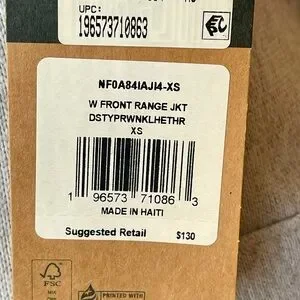 UPC:
196573710863
NF0A84IAJI4-XS
W FRONT RANGE JKT
DSTYPRWNKLHETHR
XS
1 96573 71086 3
MADE IN HAITI
Suggested Retail $130
FSC
MIX
PRINTED WITH